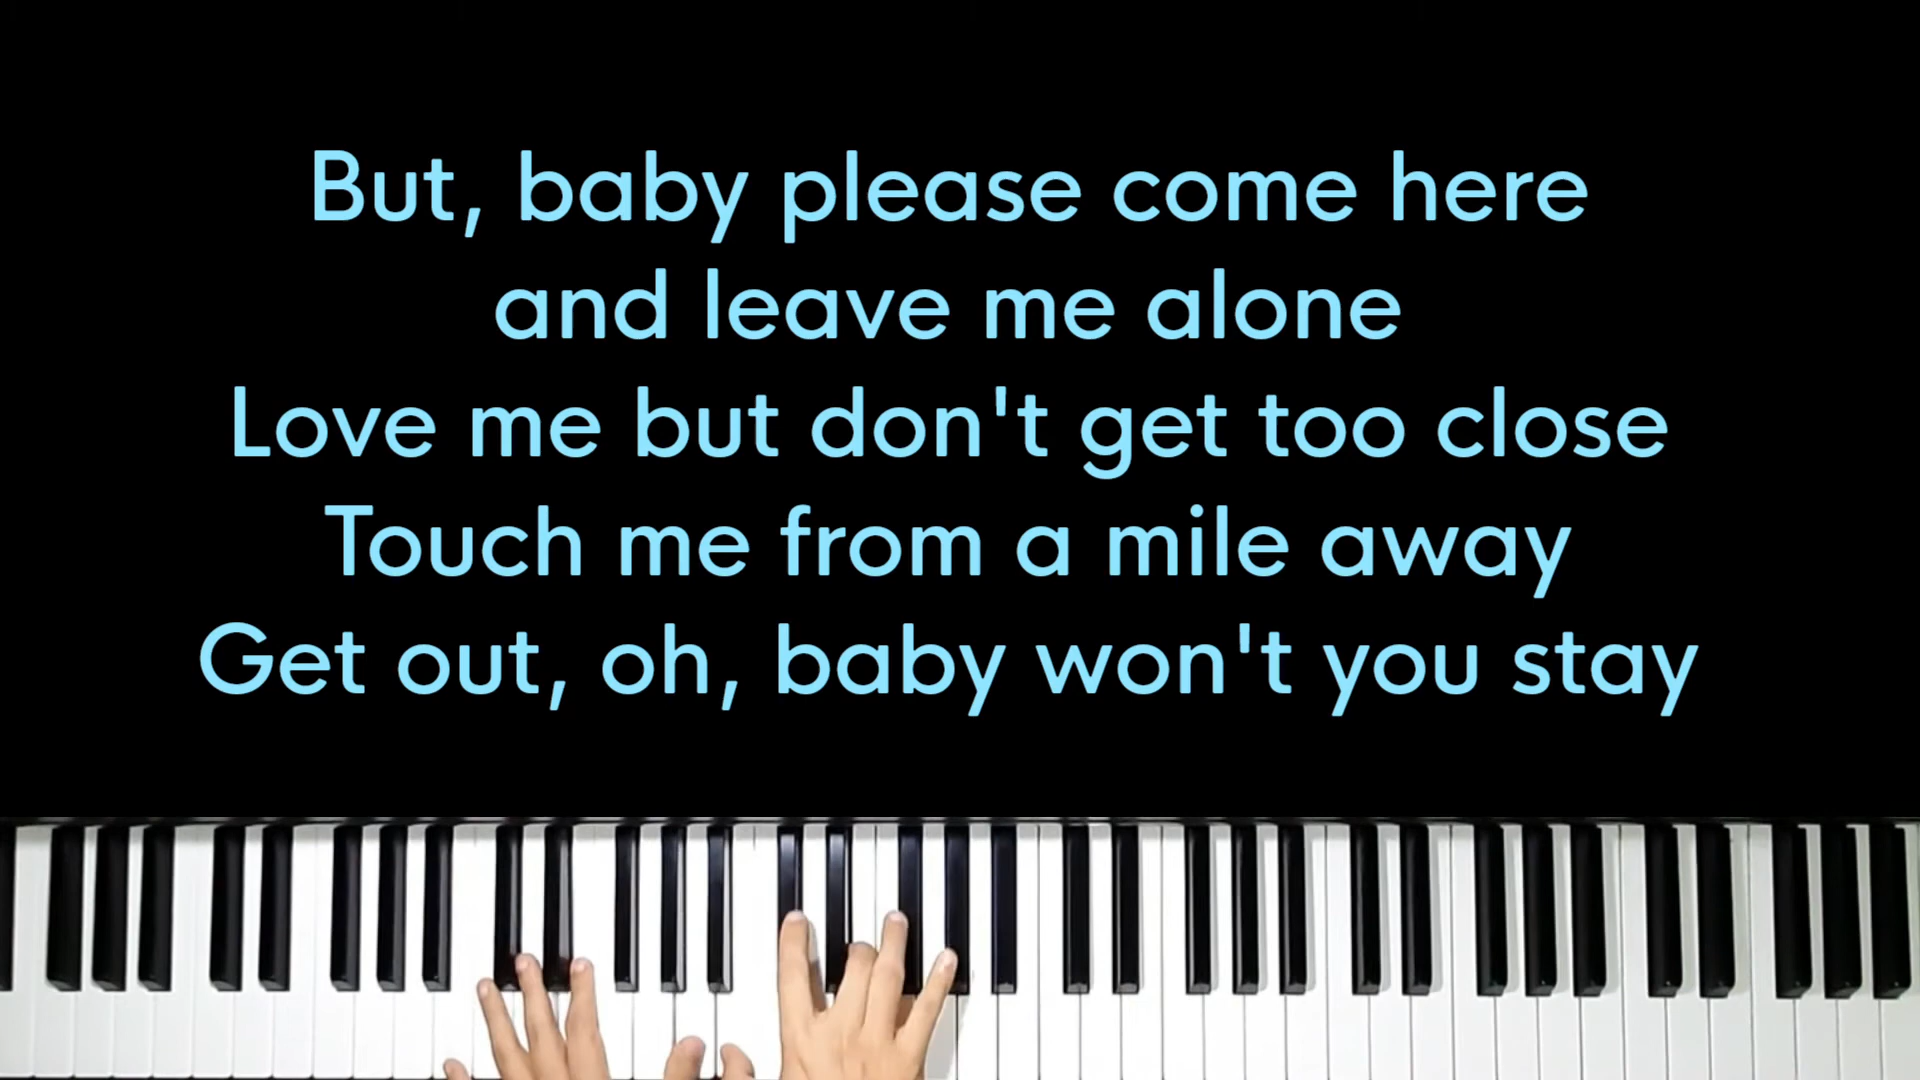 But, baby please come here
and leave me alone
Love me but don't get too close
Touch me from a mile away
Get out, oh, baby won't you stay